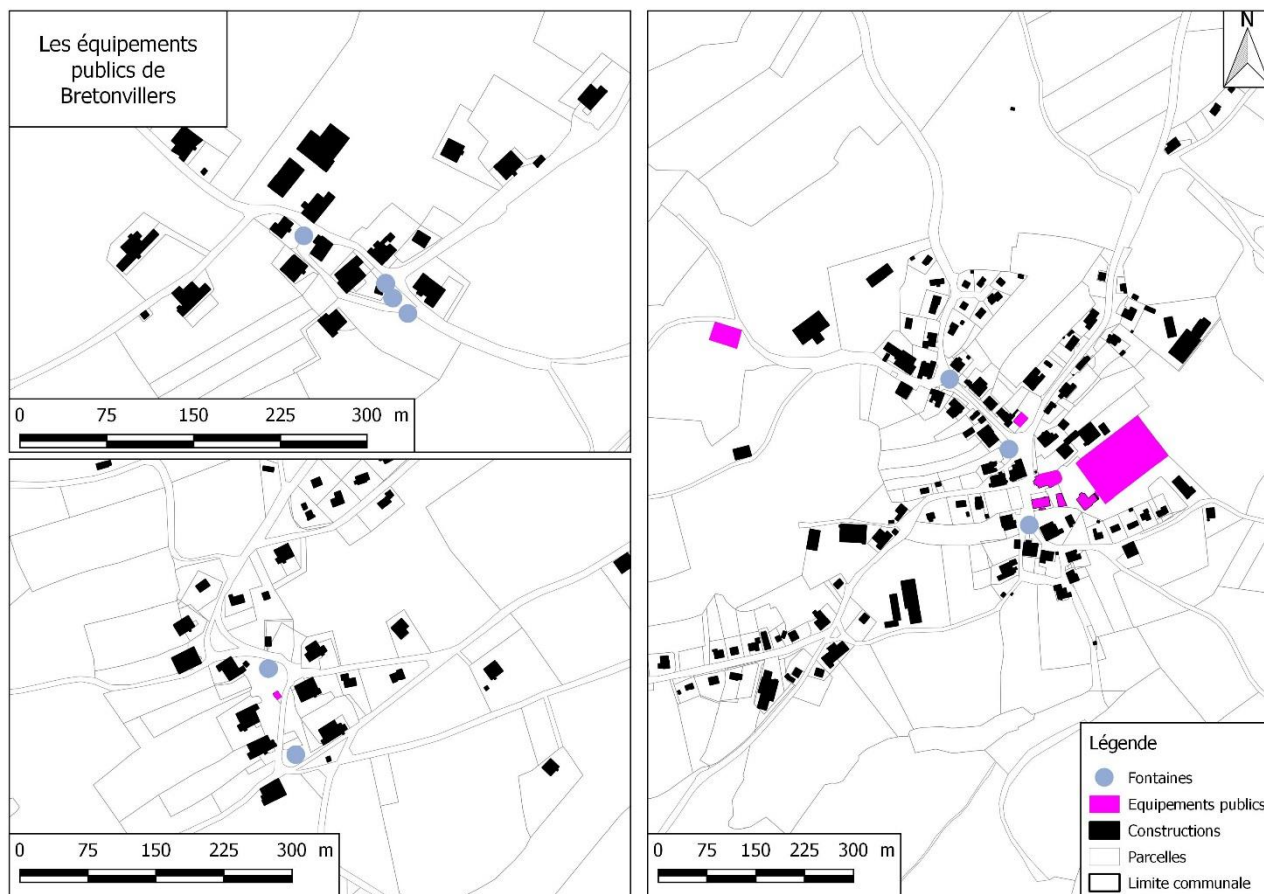 Les équipements
publics de
Bretonvillers
0 75 150 225 300 m
0 75 150 225 300 m
N
Légende
Fontaines
Equipements publics
Constructions
Parcelles
Limite communale
0 75 150 225 300 m